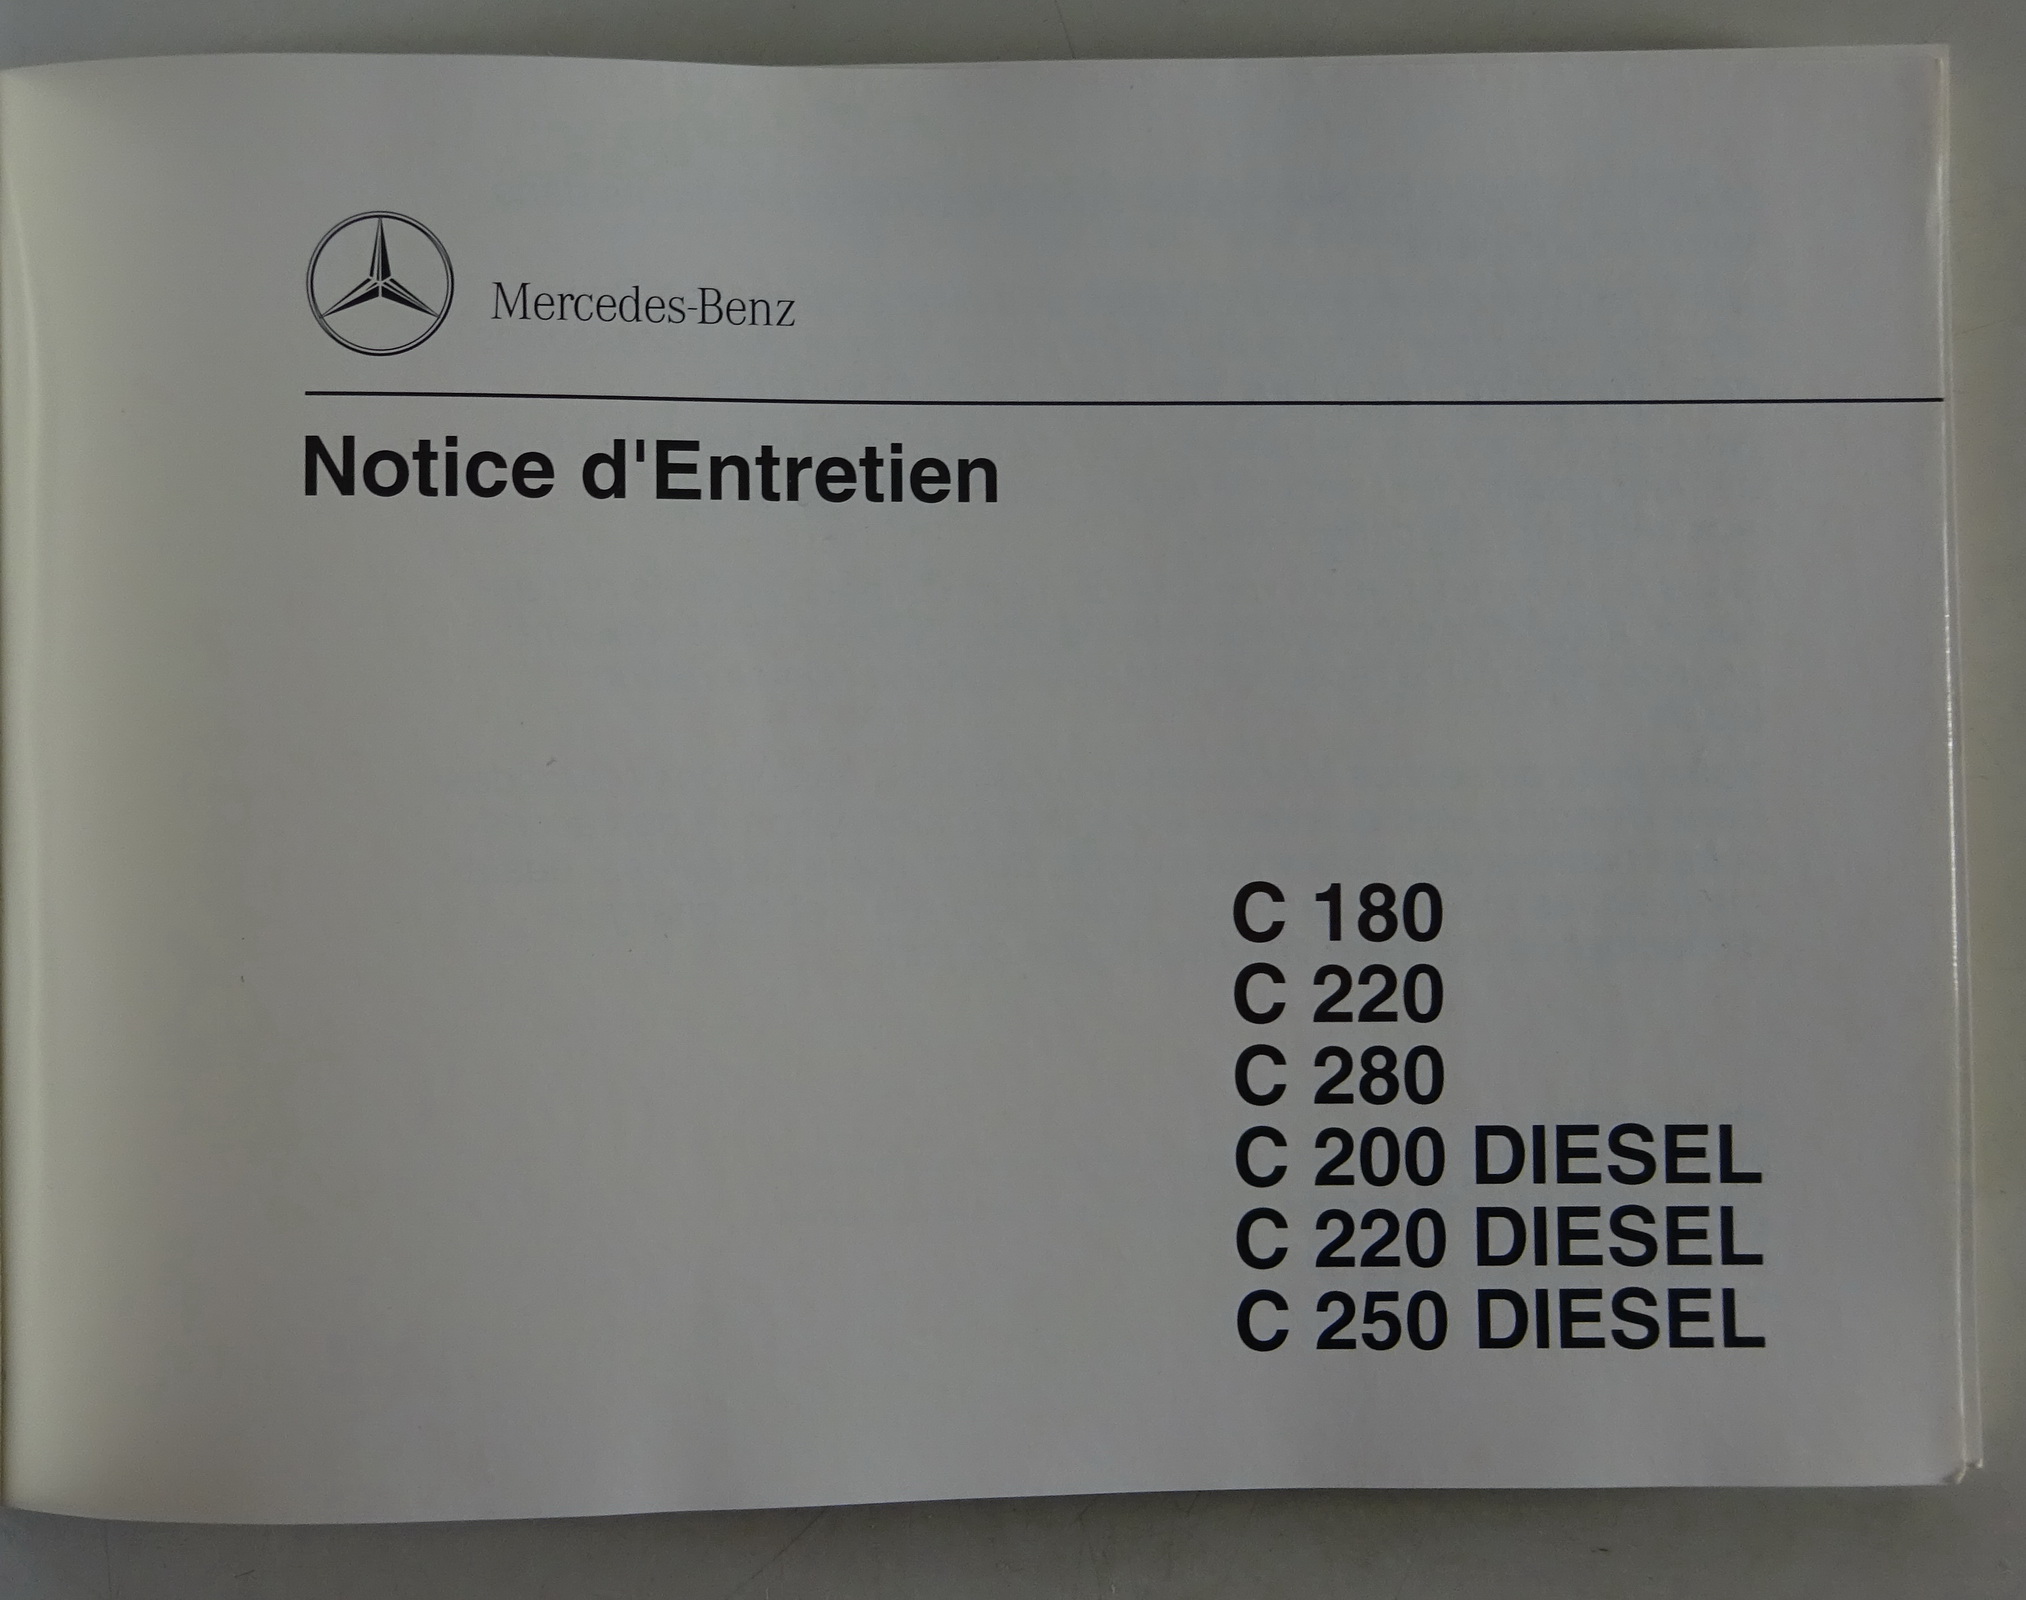 Mercedes-Benz
Notice d'Entretien
C 180
C 220
C 280
C 200 DIESEL
C 220 DIESEL
C 250 DIESEL